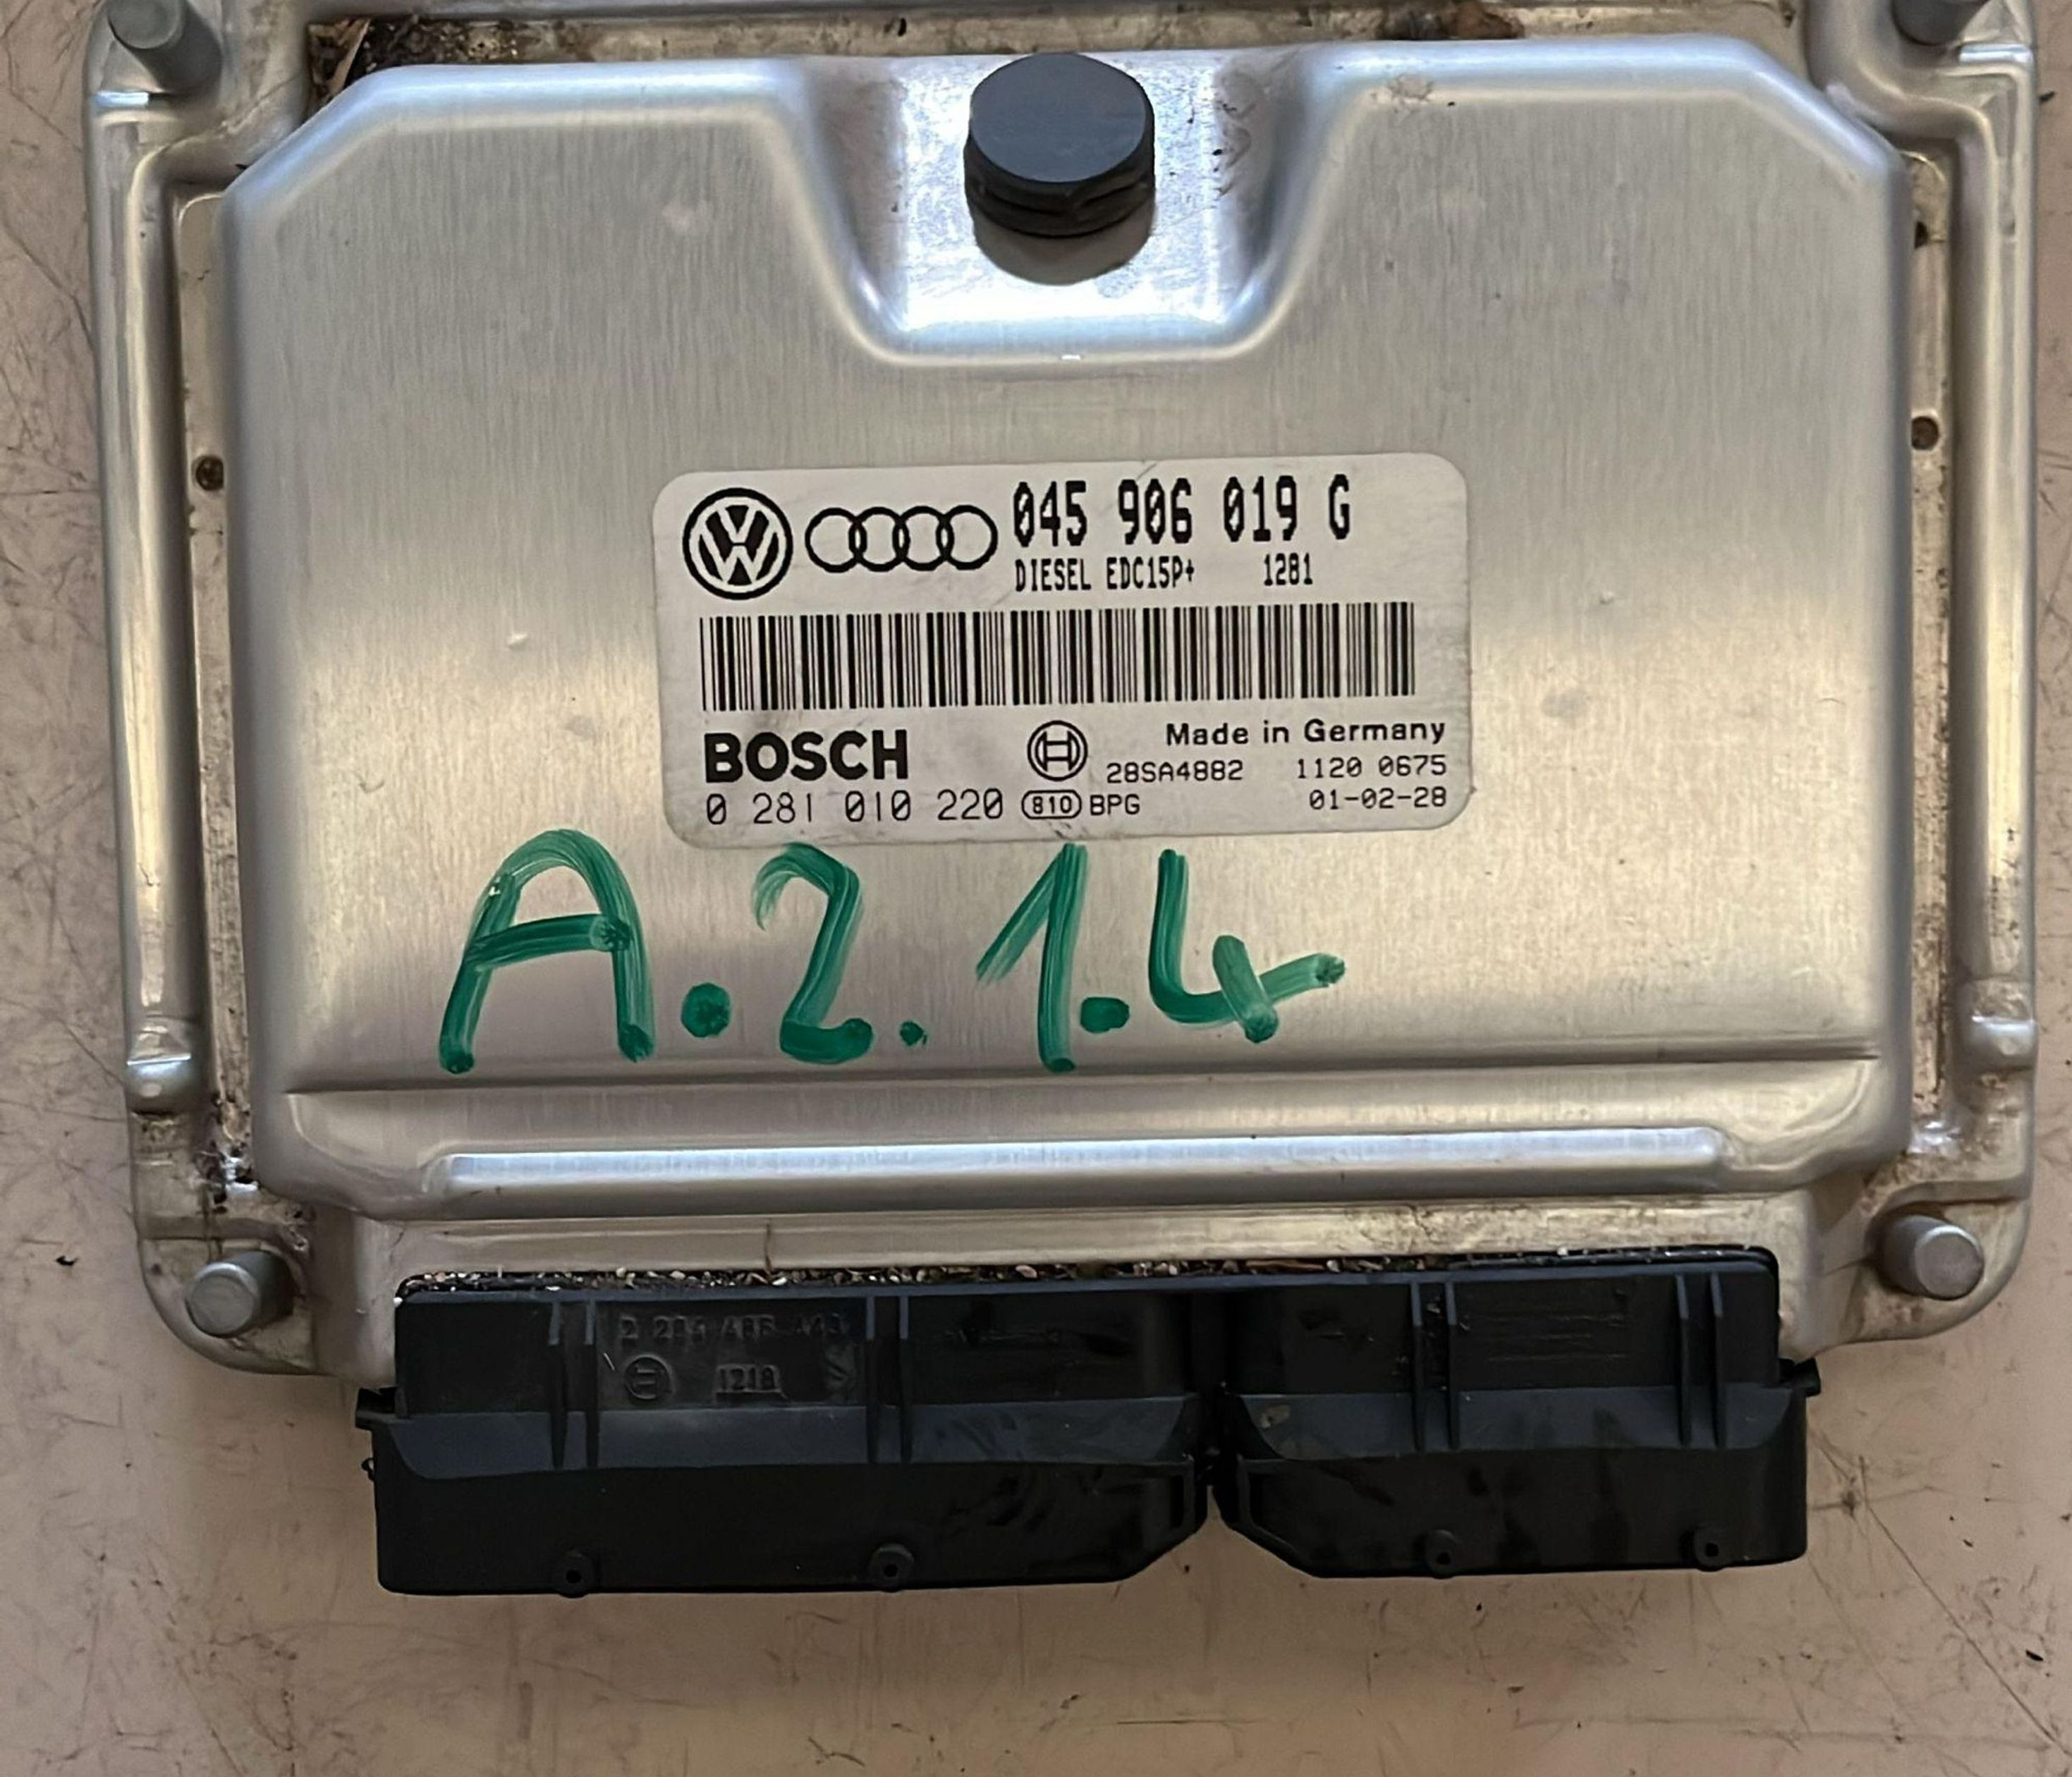 045 906 019 G
DIESEL EDC15P+ 1281
BOSCH
Made in Germany
28SA4882 1120 0675
0 281 010 220 810 BPG 01-02-28
A.2.1.4
1218